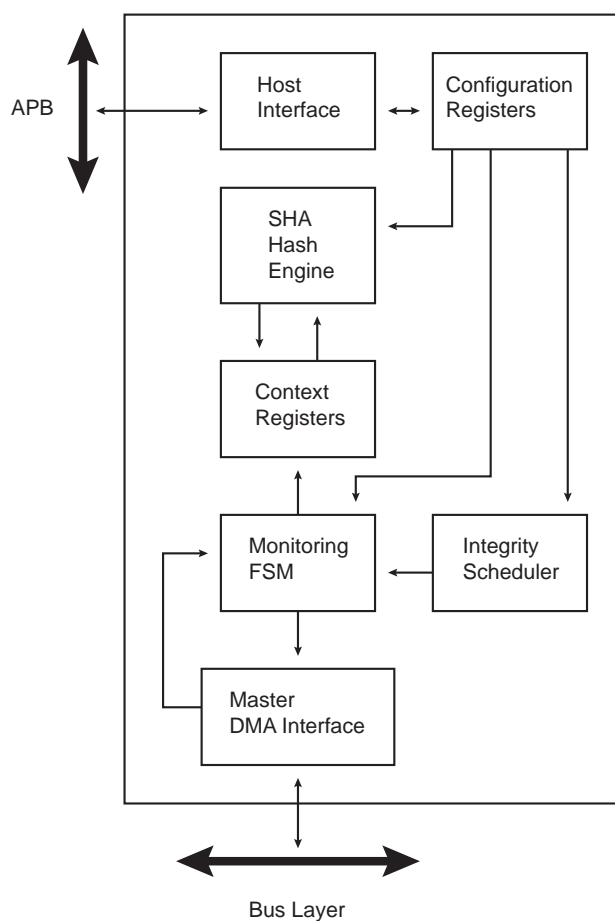 APB
Host
Interface
Configuration
Registers
SHA
Hash
Engine
Context
Registers
Monitoring
FSM
Integrity
Scheduler
Master
DMA Interface
Bus Layer